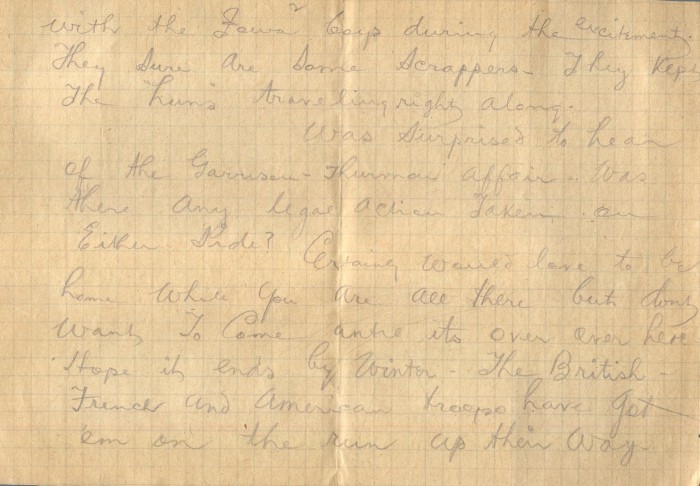 with the Iowa boys during the excitement.
They sure are some scrappers - They kept
The huns traveling right along.
Was surprised to hear
of the Garrison - Thurman affair. Was
there any legal action taken on
Either Side? Certainly would love to be
home while you are all there but don't
want to come until its over over here
Hope it ends by Winter - The British -
French and American troops have got
em on the run up their way